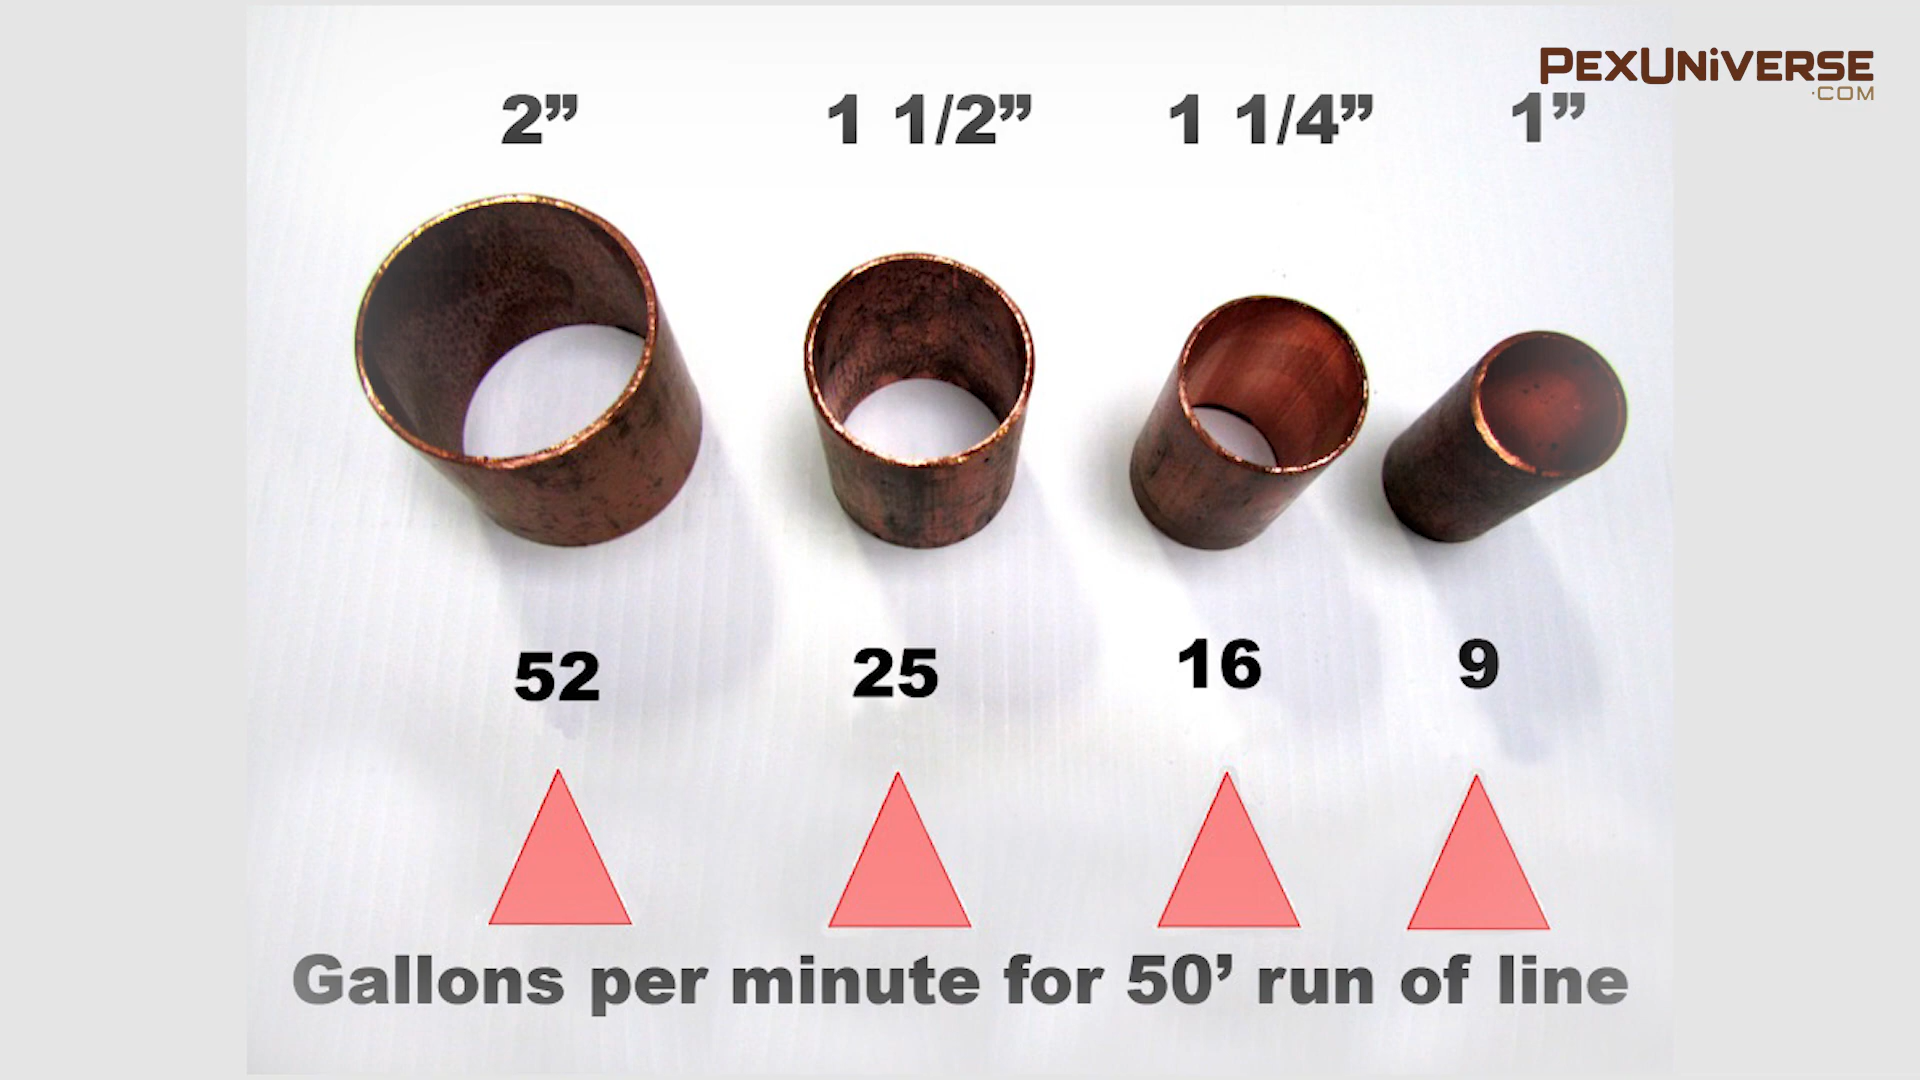 PEXUNiVERSE
.COM
2” 1 1/2” 1 1/4” 1”
52 25 16 9
Gallons per minute for 50’ run of line